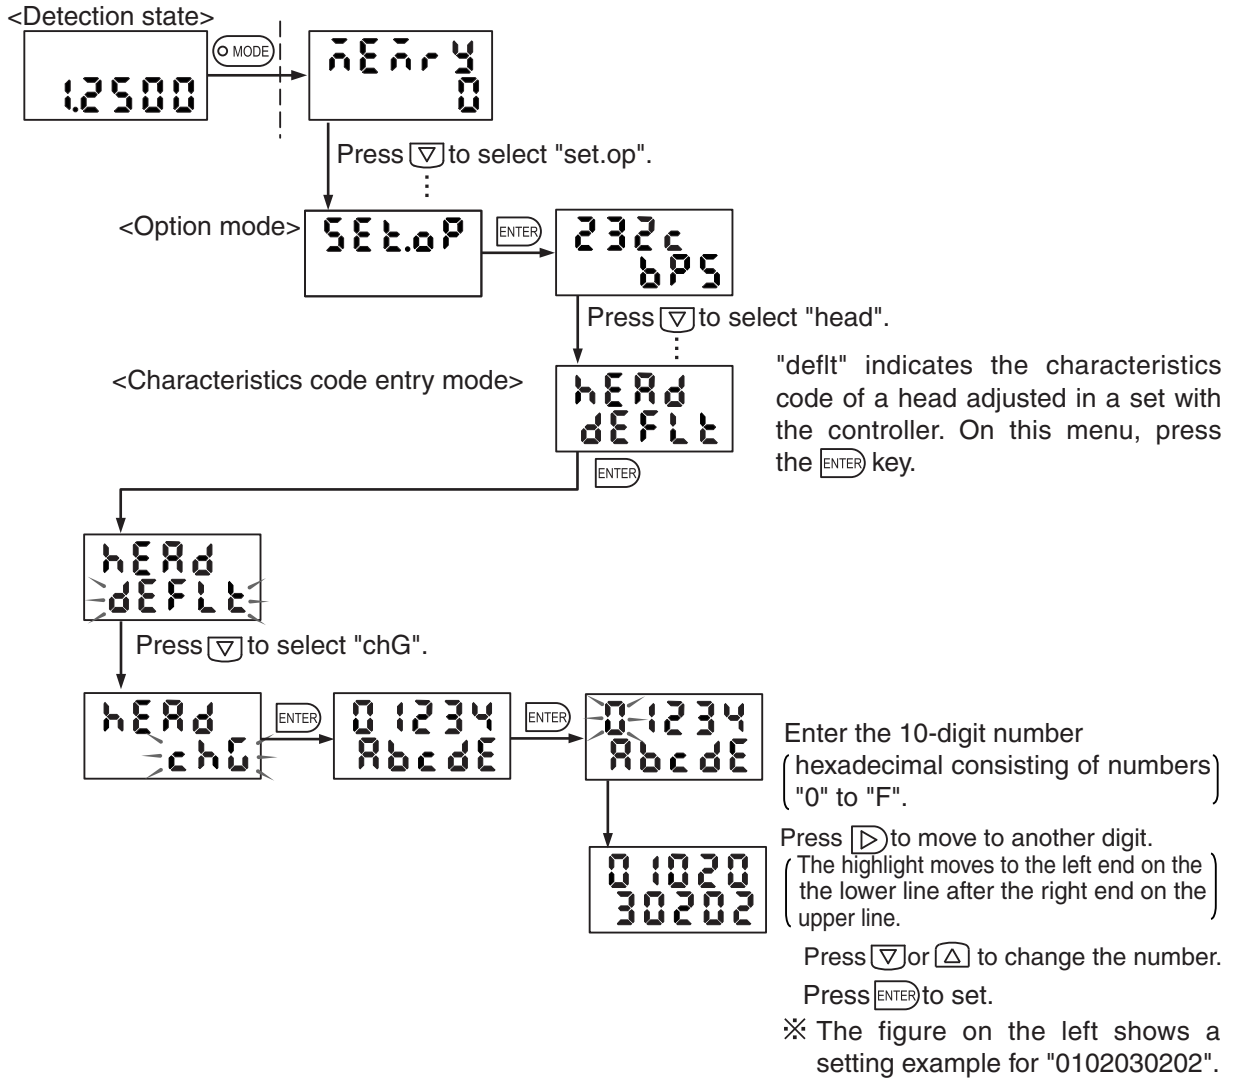 <Detection state>
1.2500
MODE
mEmry
0
Press to select "set.op".
<Option mode>
SEt.oP
ENTER
232c
bPS
Press to select "head".
<Characteristics code entry mode>
hEAd
dEFLt
"deflt" indicates the characteristics
code of a head adjusted in a set with
the controller. On this menu, press
the ENTER key.
ENTER
hEAd
dEFLt
Press to select "chG".
hEAd
chG
ENTER
01234
AbcdE
ENTER
01234
AbcdE
Enter the 10-digit number
(hexadecimal consisting of numbers
"0" to "F".)
01020
30202
Press to move to another digit.
(The highlight moves to the left end on the
the lower line after the right end on the
upper line.)
Press or to change the number.
Press ENTER to set.
※ The figure on the left shows a
setting example for "0102030202".